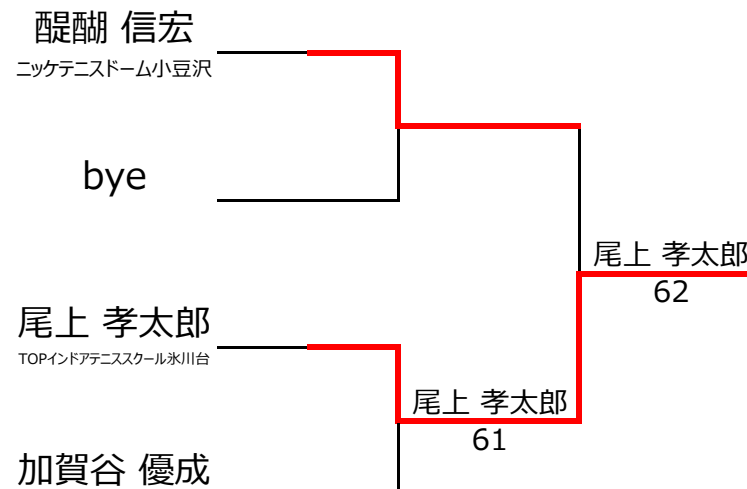 醍醐 信宏
ニッケテニスドーム小豆沢
bye
尾上 孝太郎
62
尾上 孝太郎
TOPインドアテニススクール氷川台
尾上 孝太郎
61
加賀谷 優成